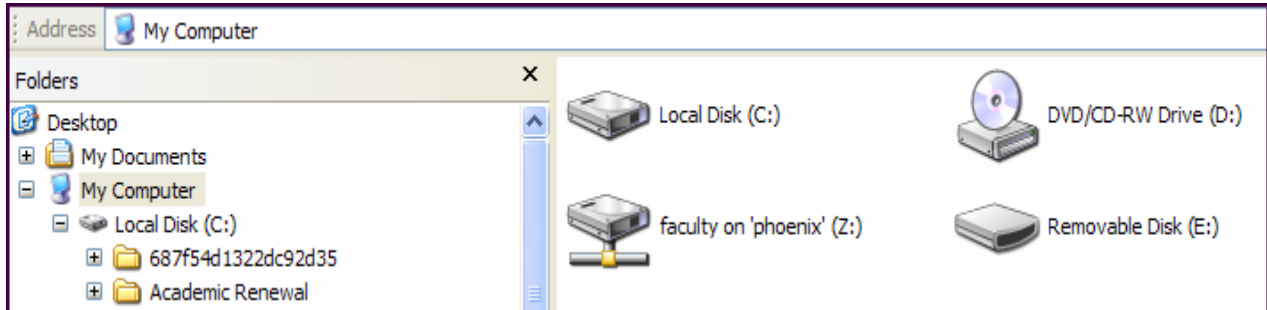 Address My Computer
Folders
Desktop
My Documents
My Computer
Local Disk (C:)
687f54d1322dc92d35
Academic Renewal
Local Disk (C:)
DVD/CD-RW Drive (D:)
faculty on 'phoenix' (Z:)
Removable Disk (E:)